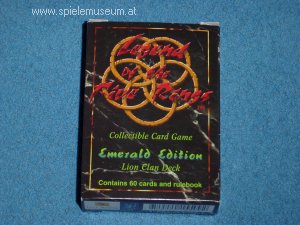 www.spielemuseum.at
Legend
of the
Five Rings
Collectible Card Game
Emerald Edition
Lion Clan Deck
Contains 60 cards and rulebook